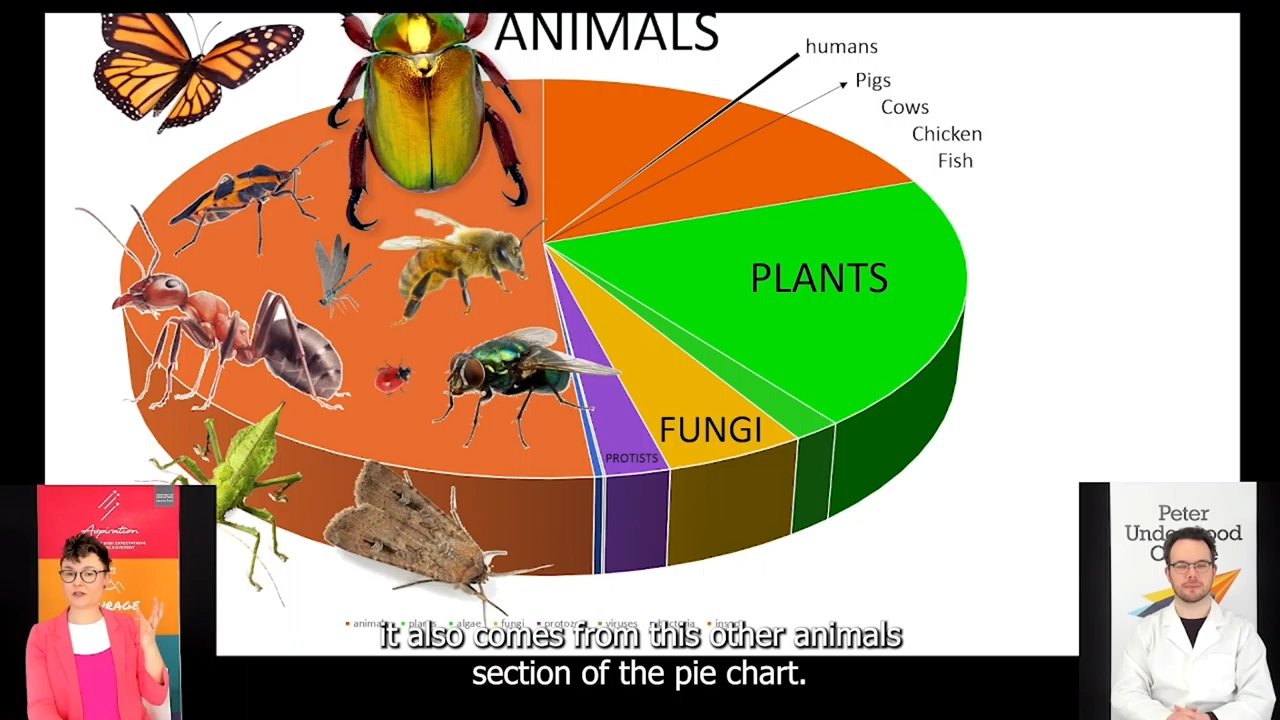 ANIMALS
humans
Pigs
Cows
Chicken
Fish
PLANTS
FUNGI
PROTISTS
Aspiration
Peter
Underwood
it also comes from this other animals
section of the pie chart.